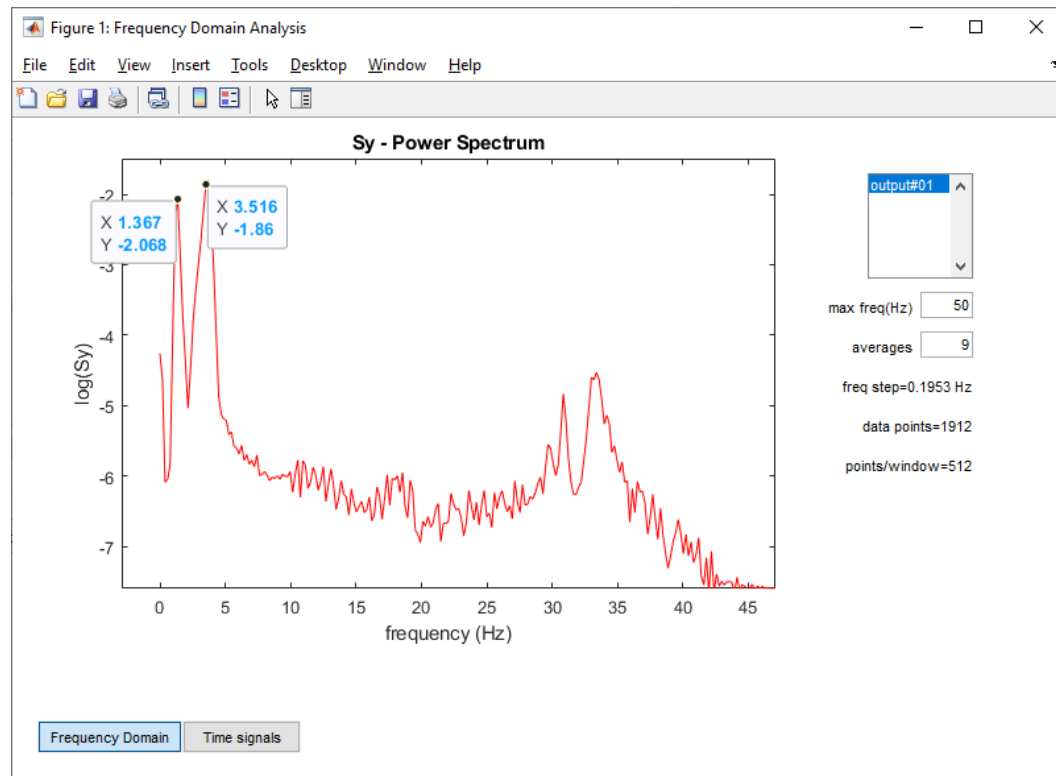 Figure 1: Frequency Domain Analysis
File Edit View Insert Tools Desktop Window Help
Sy - Power Spectrum
-2
-3
-4
-5
-6
-7
log(Sy)
X 1.367
Y -2.068
X 3.516
Y -1.86
0 5 10 15 20 25 30 35 40 45
frequency (Hz)
output#01
max freq(Hz) 50
averages 9
freq step=0.1953 Hz
data points=1912
points/window=512
Frequency Domain Time signals